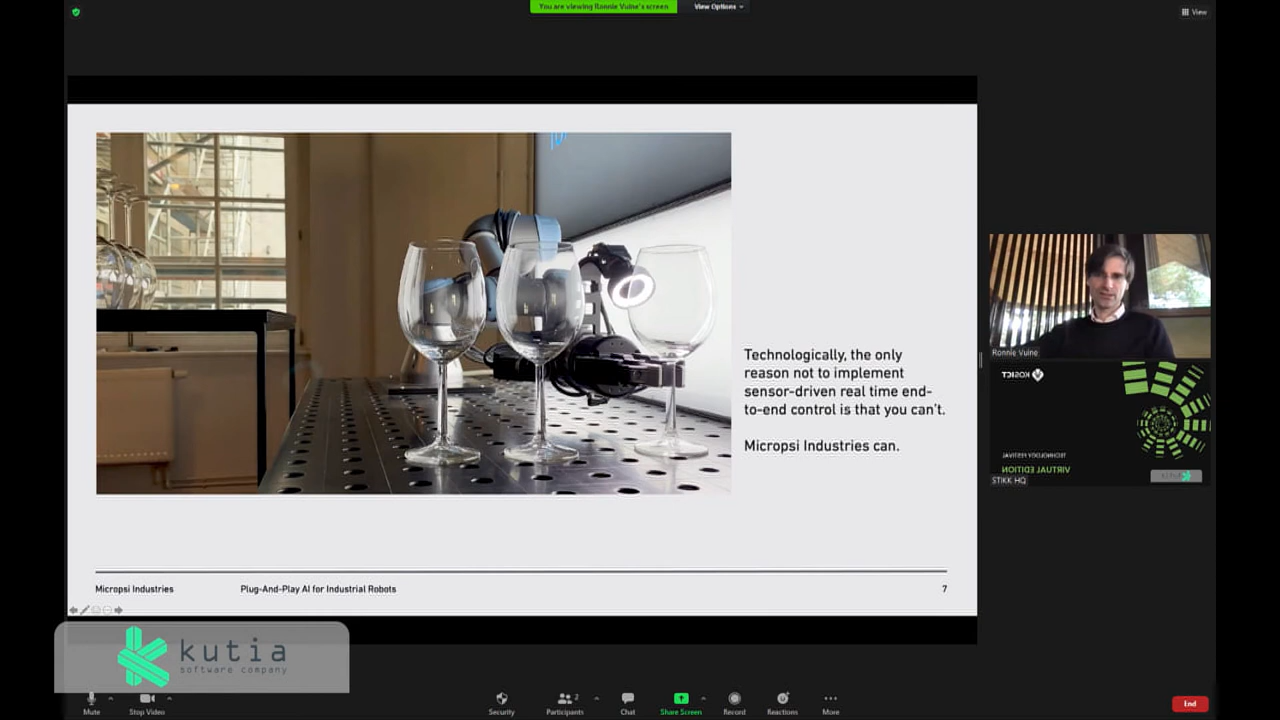 You are viewing Ronnie Vuine's screen
View Options
View
Technologically, the only
reason not to implement
sensor-driven real time end-
to-end control is that you can't.
Micropsi Industries can.
Ronnie Vuine
KOSICT
TECHNOLOGY FESTIVAL
VIRTUAL EDITION
STIKK HQ
Micropsi Industries
Plug-And-Play AI for Industrial Robots
7
kutia
software company
Mute
Stop Video
Security
Participants
2
Chat
Share Screen
Record
Reactions
More
End